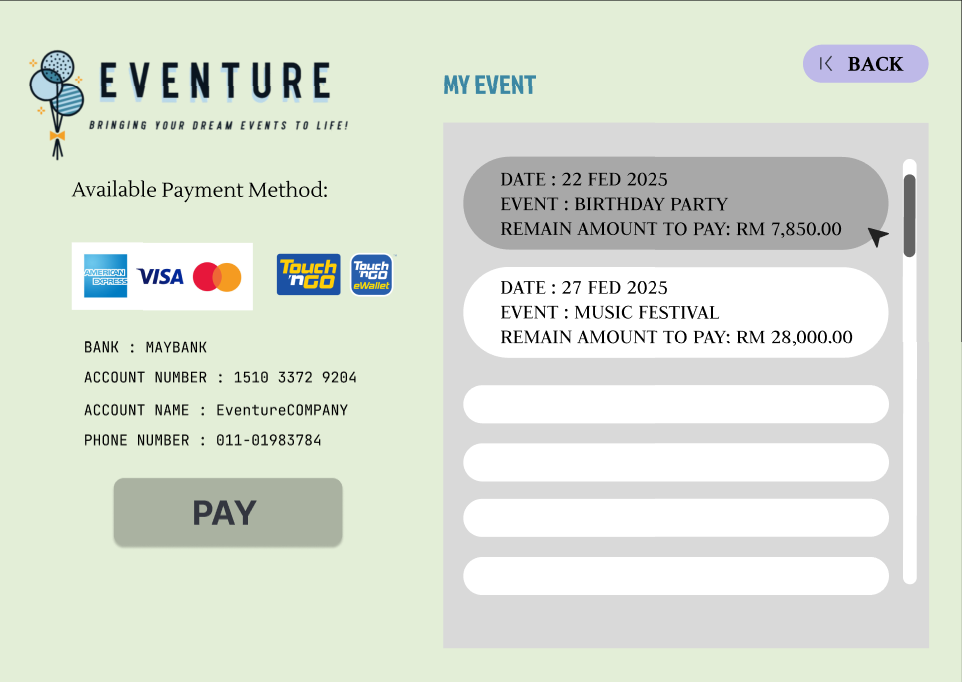 EVENTURE
BRINGING YOUR DREAM EVENTS TO LIFE!
Available Payment Method:
AMERICAN
EXPRESS
VISA
Touch
'nGO
Touch
'nGO
eWallet
BANK : MAYBANK
ACCOUNT NUMBER : 1510 3372 9204
ACCOUNT NAME : EventureCOMPANY
PHONE NUMBER : 011-01983784
PAY
MY EVENT
BACK
DATE : 22 FED 2025
EVENT : BIRTHDAY PARTY
REMAIN AMOUNT TO PAY: RM 7,850.00
DATE : 27 FED 2025
EVENT : MUSIC FESTIVAL
REMAIN AMOUNT TO PAY: RM 28,000.00